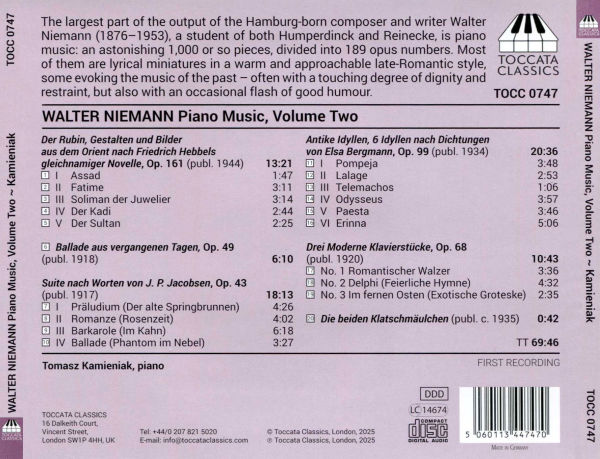 TOCC 0747
WALTER NIEMANN Piano Music, Volume Two ~ Kamieniak
TOCCATA CLASSICS
The largest part of the output of the Hamburg-born composer and writer Walter
Niemann (1876–1953), a student of both Humperdinck and Reinecke, is piano
music: an astonishing 1,000 or so pieces, divided into 189 opus numbers. Most
of them are lyrical miniatures in a warm and approachable late-Romantic style,
some evoking the music of the past – often with a touching degree of dignity and
restraint, but also with an occasional flash of good humour.
TOCCATA
CLASSICS
TOCC 0747
WALTER NIEMANN Piano Music, Volume Two
Der Rubin, Gestalten und Bilder
aus dem Orient nach Friedrich Hebbels
gleichnamiger Novelle, Op. 161 (publ. 1944) 13:21
1 I Assad 1:47
2 II Fatime 3:11
3 III Soliman der Juwelier 3:14
4 IV Der Kadi 2:44
5 V Der Sultan 2:25
6 Ballade aus vergangenen Tagen, Op. 49
(publ. 1918) 6:10
Suite nach Worten von J. P. Jacobsen, Op. 43
(publ. 1917) 18:13
7 I Präludium (Der alte Springbrunnen) 4:26
8 II Romanze (Rosenzeit) 4:02
9 III Barkarole (Im Kahn) 6:18
10 IV Ballade (Phantom im Nebel) 3:27
Antike Idyllen, 6 Idyllen nach Dichtungen
von Elsa Bergmann, Op. 99 (publ. 1934) 20:36
11 I Pompeja 3:48
12 II Lalage 2:53
13 III Telemachos 1:06
14 IV Odysseus 3:57
15 V Paesta 3:46
16 VI Erinna 5:06
Drei Moderne Klavierstücke, Op. 68
(publ. 1920) 10:43
17 No. 1 Romantischer Walzer 3:36
18 No. 2 Delphi (Feierliche Hymne) 4:32
19 No. 3 Im fernen Osten (Exotische Groteske) 2:35
20 Die beiden Klatschmäulchen (publ. c. 1935) 0:42
TT 69:46
Tomasz Kamieniak, piano
FIRST RECORDING
TOCCATA CLASSICS
16 Dalkeith Court,
Vincent Street,
London SW1P 4HH, UK
Tel: +44/0 207 821 5020
E-mail: info@toccataclassics.com
© Toccata Classics, London, 2025
℗ Toccata Classics, London, 2025
DDD
LC 14674
COMPACT
disc
DIGITAL AUDIO
5 060113 447470
Made in Germany
WALTER NIEMANN Piano Music, Volume Two ~ Kamieniak
TOCCATA CLASSICS
TOCC 0747